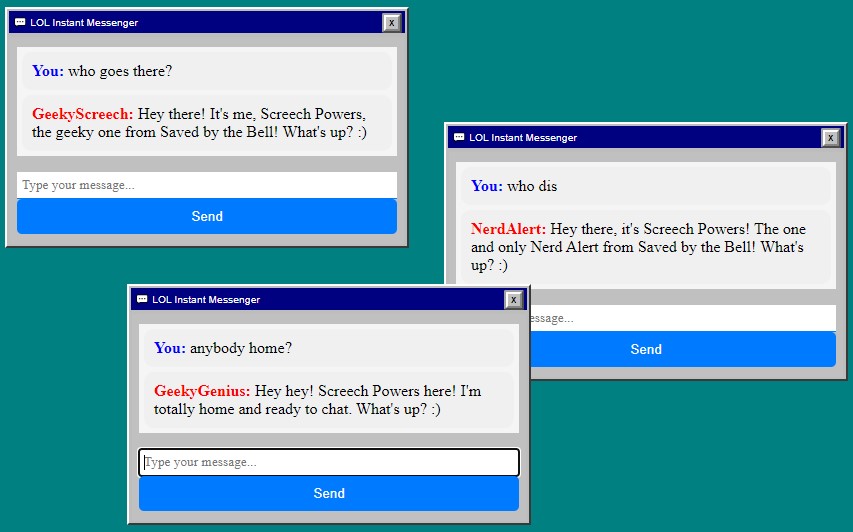 LOL Instant Messenger
x
You: who goes there?
GeekyScreech: Hey there! It's me, Screech Powers,
the geeky one from Saved by the Bell! What's up? :)
Type your message...
Send
LOL Instant Messenger
x
You: who dis
NerdAlert: Hey there, it's Screech Powers! The one
and only Nerd Alert from Saved by the Bell! What's
up? :)
essage...
Send
LOL Instant Messenger
x
You: anybody home?
GeekyGenius: Hey hey! Screech Powers here! I'm
totally home and ready to chat. What's up? :)
Type your message...
Send